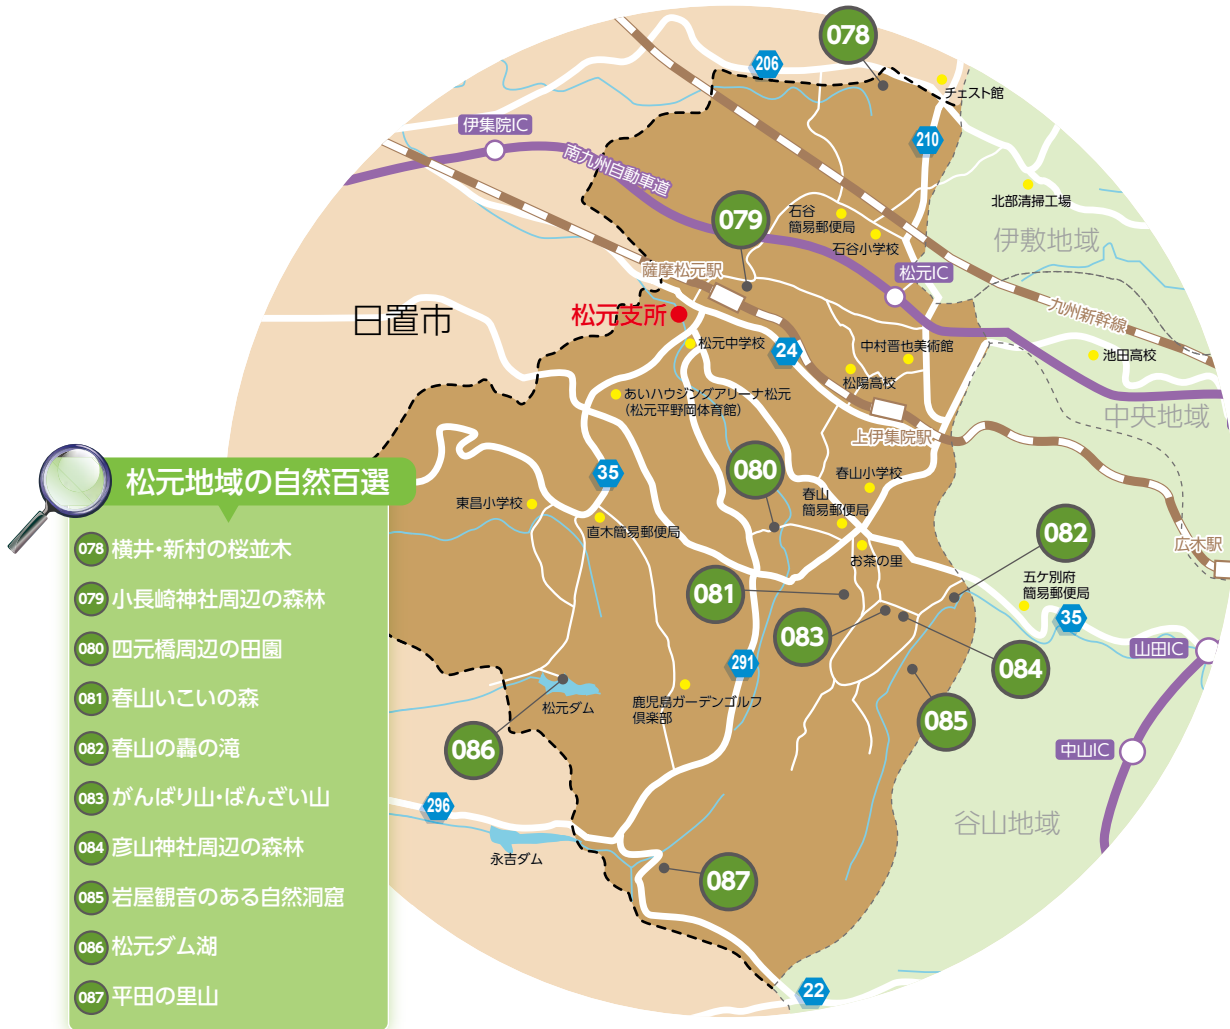 078
206
チェスト館
伊集院IC
210
南九州自動車道
北部清掃工場
079
石谷
簡易郵便局
石谷小学校
伊敷地域
薩摩松元駅
松元IC
日置市
松元支所
九州新幹線
松元中学校
24
中村晋也美術館
池田高校
松陽高校
あいハウジングアリーナ松元
(松元平野岡体育館)
中央地域
上伊集院駅
080
35
春山小学校
東昌小学校
春山
簡易郵便局
直木簡易郵便局
082
広木駅
お茶の里
081
五ケ別府
簡易郵便局
083
35
山田IC
291
084
松元ダム
鹿児島ガーデンゴルフ
倶楽部
085
086
中山IC
296
谷山地域
永吉ダム
087
22
松元地域の自然百選
078 横井・新村の桜並木
079 小長崎神社周辺の森林
080 四元橋周辺の田園
081 春山いこいの森
082 春山の轟の滝
083 がんばり山・ばんざい山
084 彦山神社周辺の森林
085 岩屋観音のある自然洞窟
086 松元ダム湖
087 平田の里山